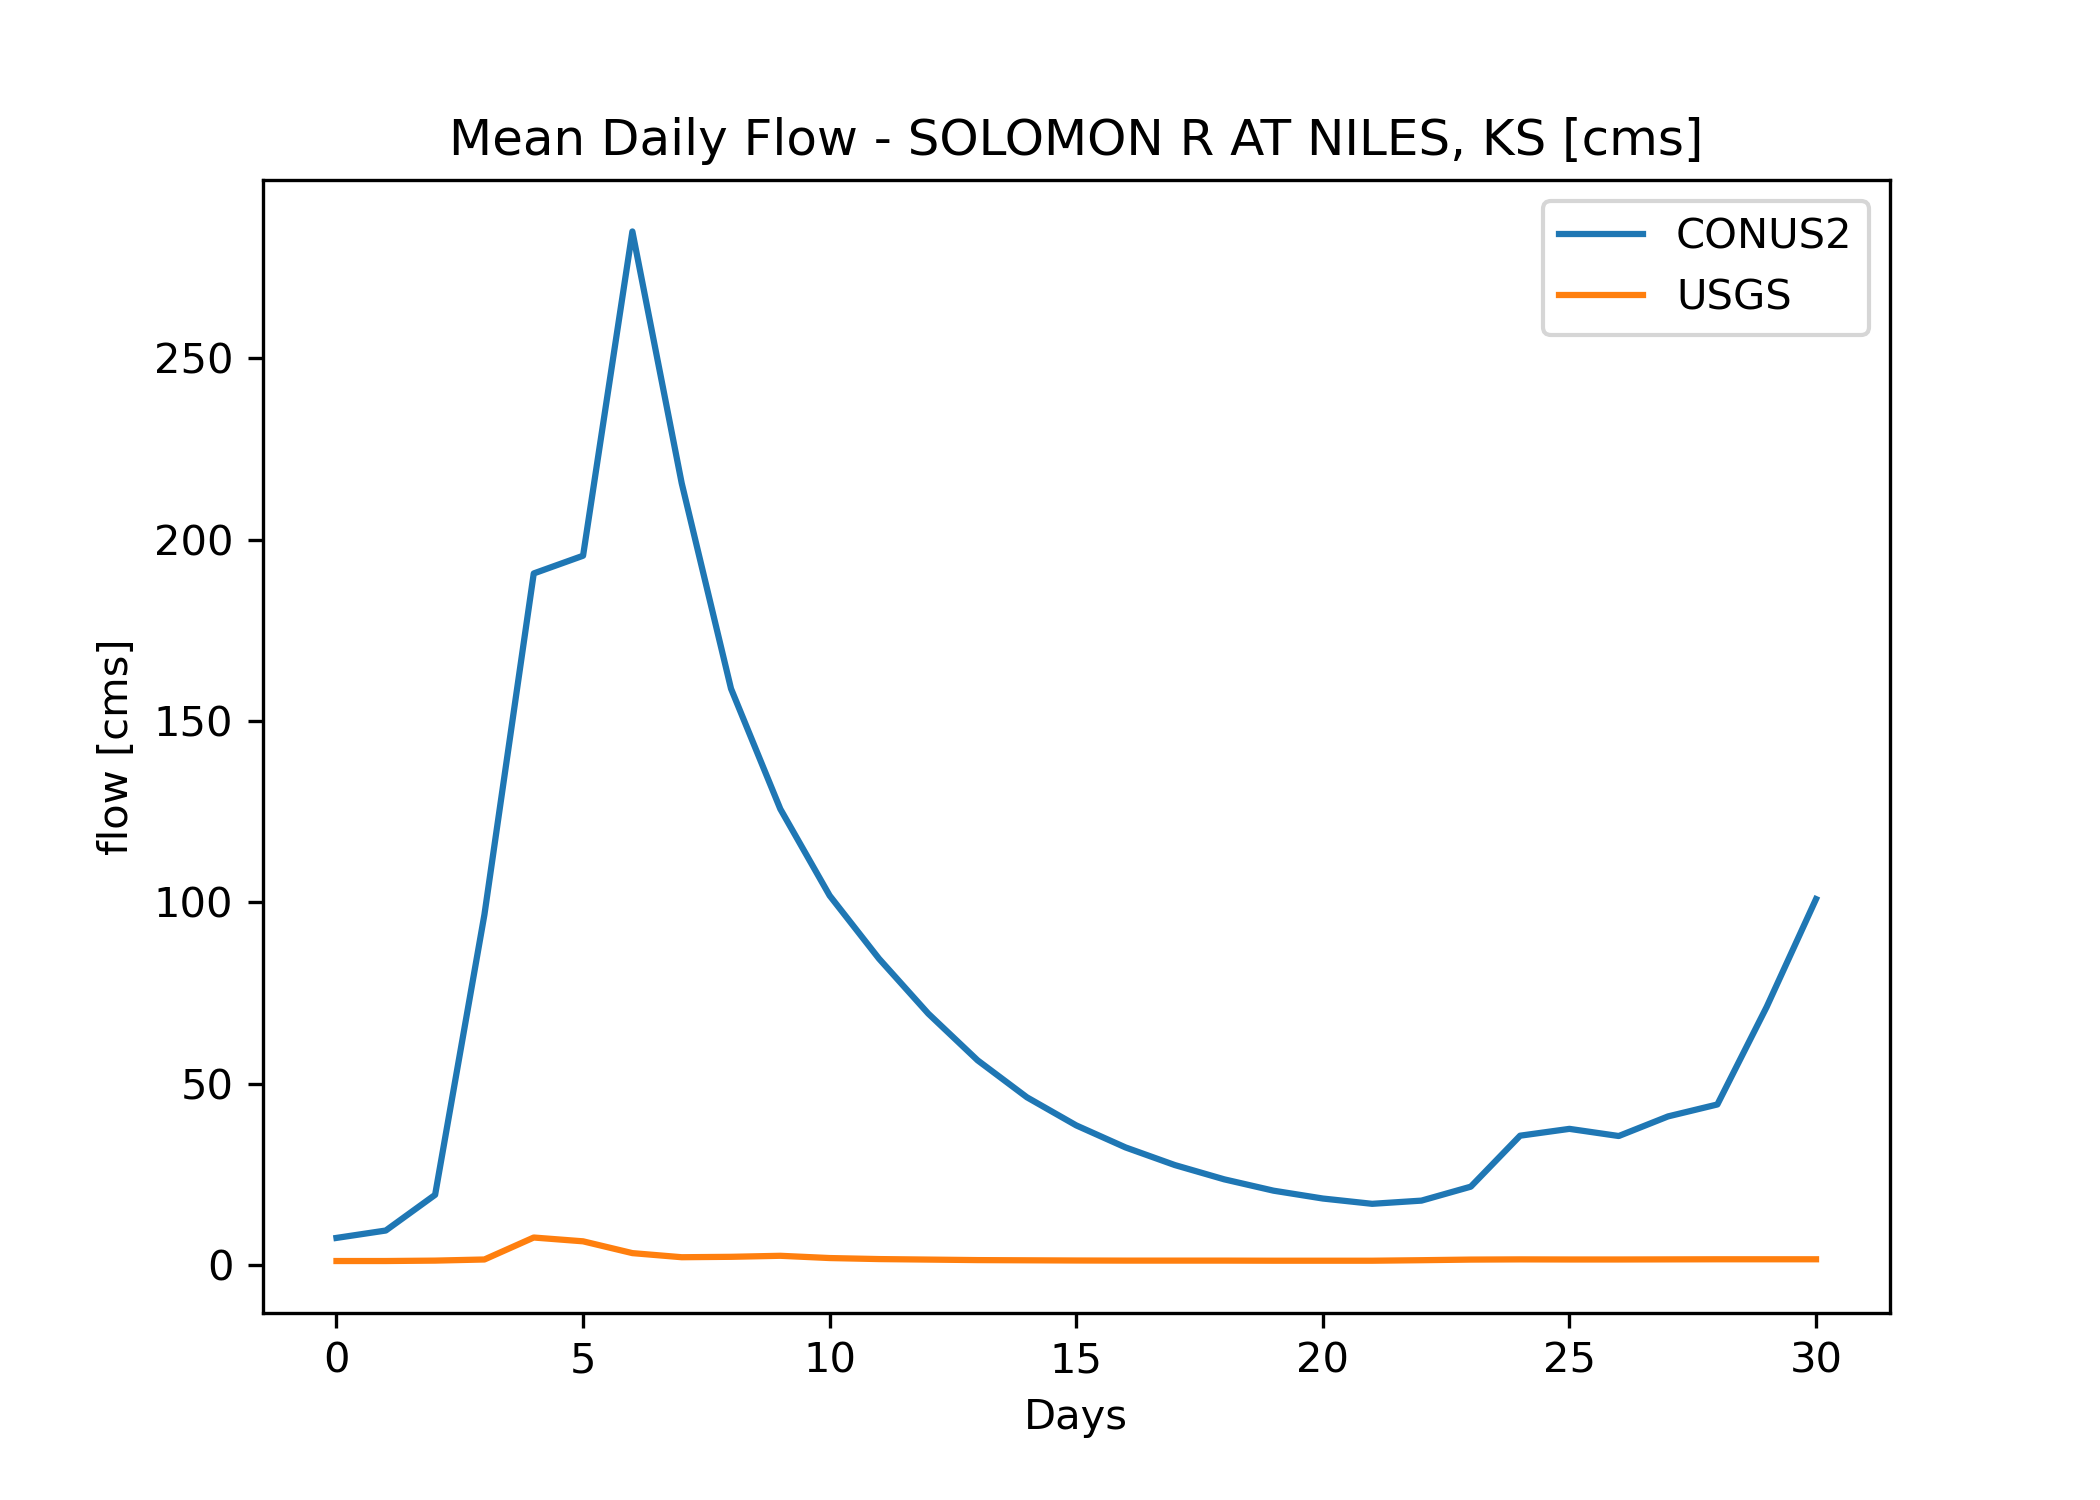 Mean Daily Flow - SOLOMON R AT NILES, KS [cms]
CONUS2
USGS
flow [cms]
250
200
150
100
50
0
0 5 10 15 20 25 30
Days